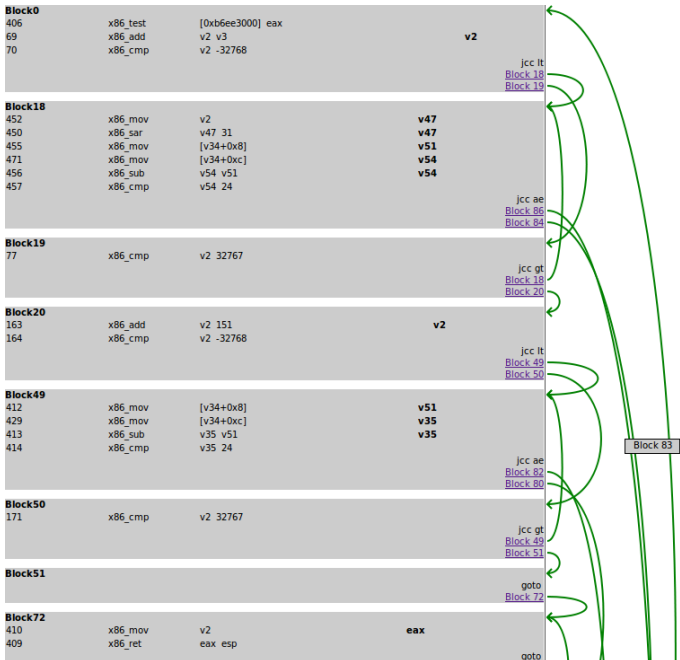 Block0
406 x86_test [0xb6ee3000] eax
69 x86_add v2 v3 v2
70 x86_cmp v2 -32768
jcc lt
Block 18
Block 19
Block18
452 x86_mov v2 v47
450 x86_sar v47 31 v47
455 x86_mov [v34+0x8] v51
471 x86_mov [v34+0xc] v54
456 x86_sub v54 v51 v54
457 x86_cmp v54 24
jcc ae
Block 86
Block 84
Block19
77 x86_cmp v2 32767
jcc gt
Block 18
Block 20
Block20
163 x86_add v2 151 v2
164 x86_cmp v2 -32768
jcc lt
Block 49
Block 50
Block49
412 x86_mov [v34+0x8] v51
429 x86_mov [v34+0xc] v35
413 x86_sub v35 v51 v35
414 x86_cmp v35 24
Block 83
jcc ae
Block 82
Block 80
Block50
171 x86_cmp v2 32767
jcc gt
Block 49
Block 51
Block51
goto
Block 72
Block72
410 x86_mov v2 eax
409 x86_ret eax esp
goto